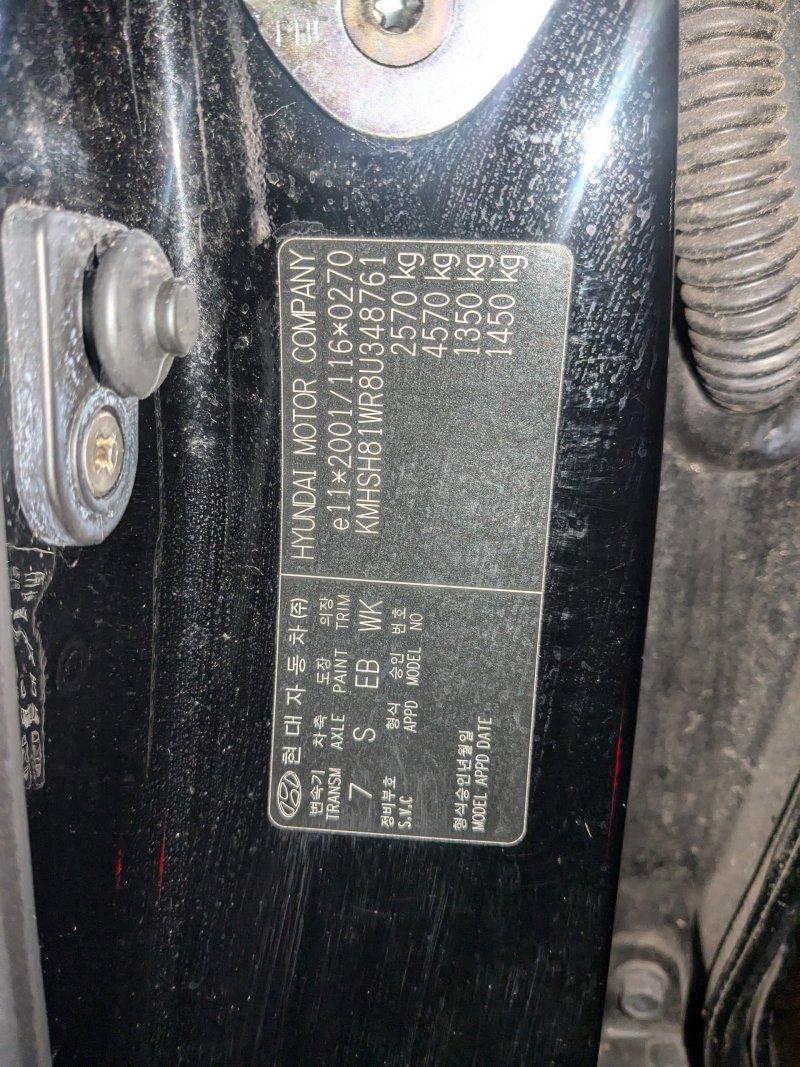 현대자동차(주)
변속기 차축 도장 의장
TRANSM AXLE PAINT TRIM
7 S EB WK
정비부호 형식 승인 번호
S.V.C APPD MODEL NO
형식승인년월일
MODEL APPD DATE
HYUNDAI MOTOR COMPANY
e11*2001/116*0270
KMHSH81WR8U348761
2570 kg
4570 kg
1350 kg
1450 kg